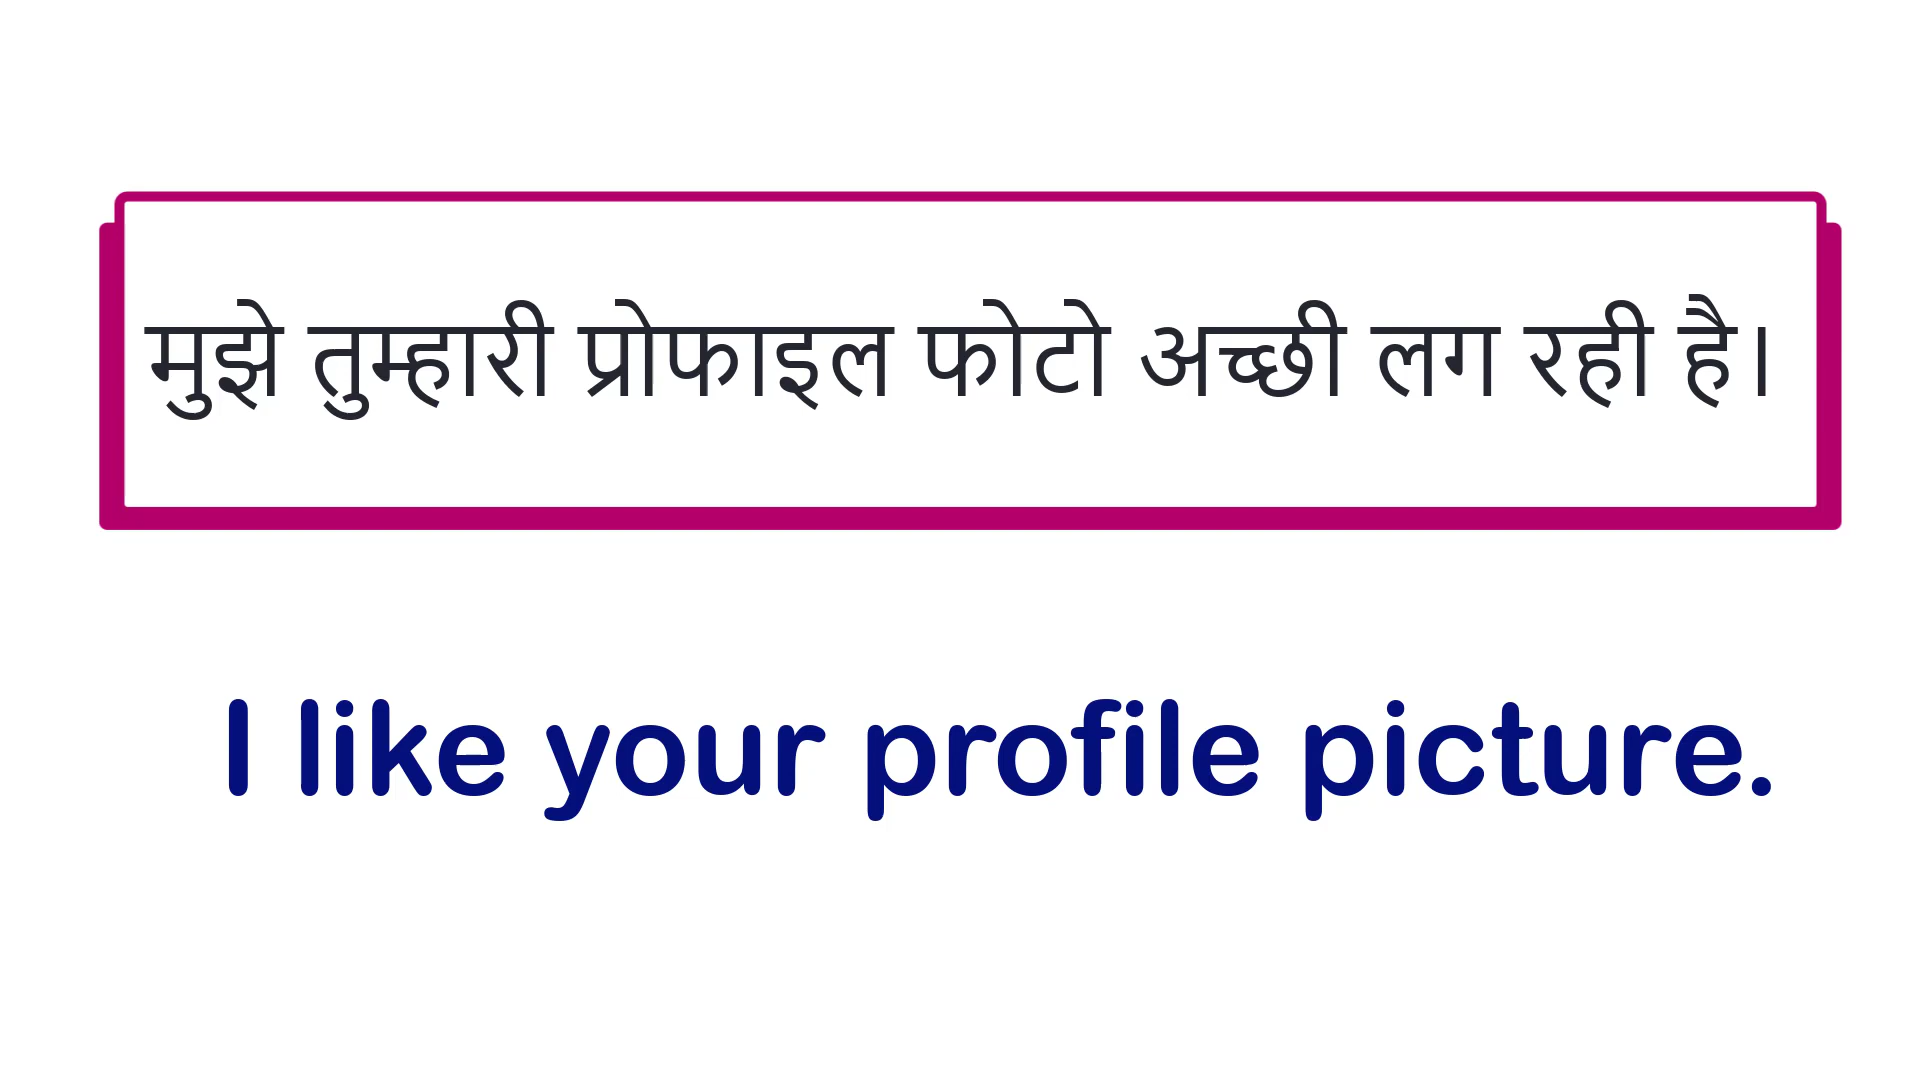 मुझे तुम्हारी प्रोफाइल फोटो अच्छी लग रही है।
I like your profile picture.